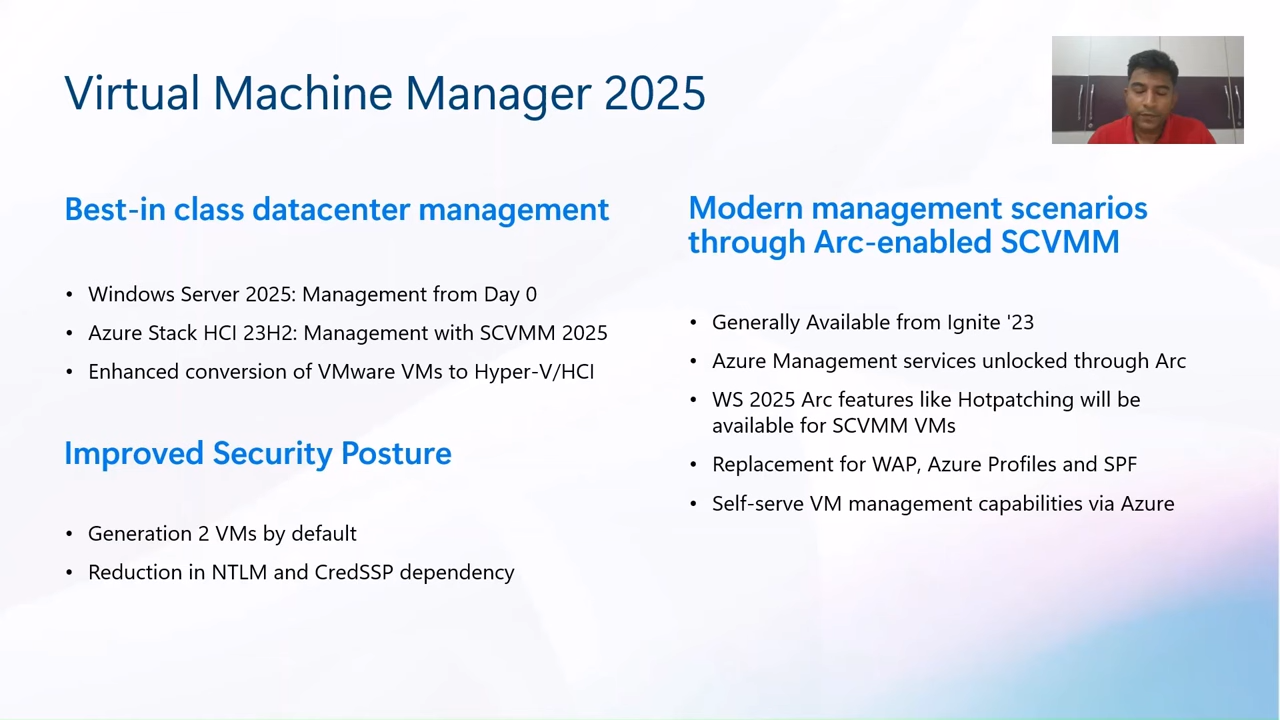 Virtual Machine Manager 2025
Best-in class datacenter management
• Windows Server 2025: Management from Day 0
• Azure Stack HCI 23H2: Management with SCVMM 2025
• Enhanced conversion of VMware VMs to Hyper-V/HCI
Improved Security Posture
• Generation 2 VMs by default
• Reduction in NTLM and CredSSP dependency
Modern management scenarios
through Arc-enabled SCVMM
• Generally Available from Ignite '23
• Azure Management services unlocked through Arc
• WS 2025 Arc features like Hotpatching will be
available for SCVMM VMs
• Replacement for WAP, Azure Profiles and SPF
• Self-serve VM management capabilities via Azure